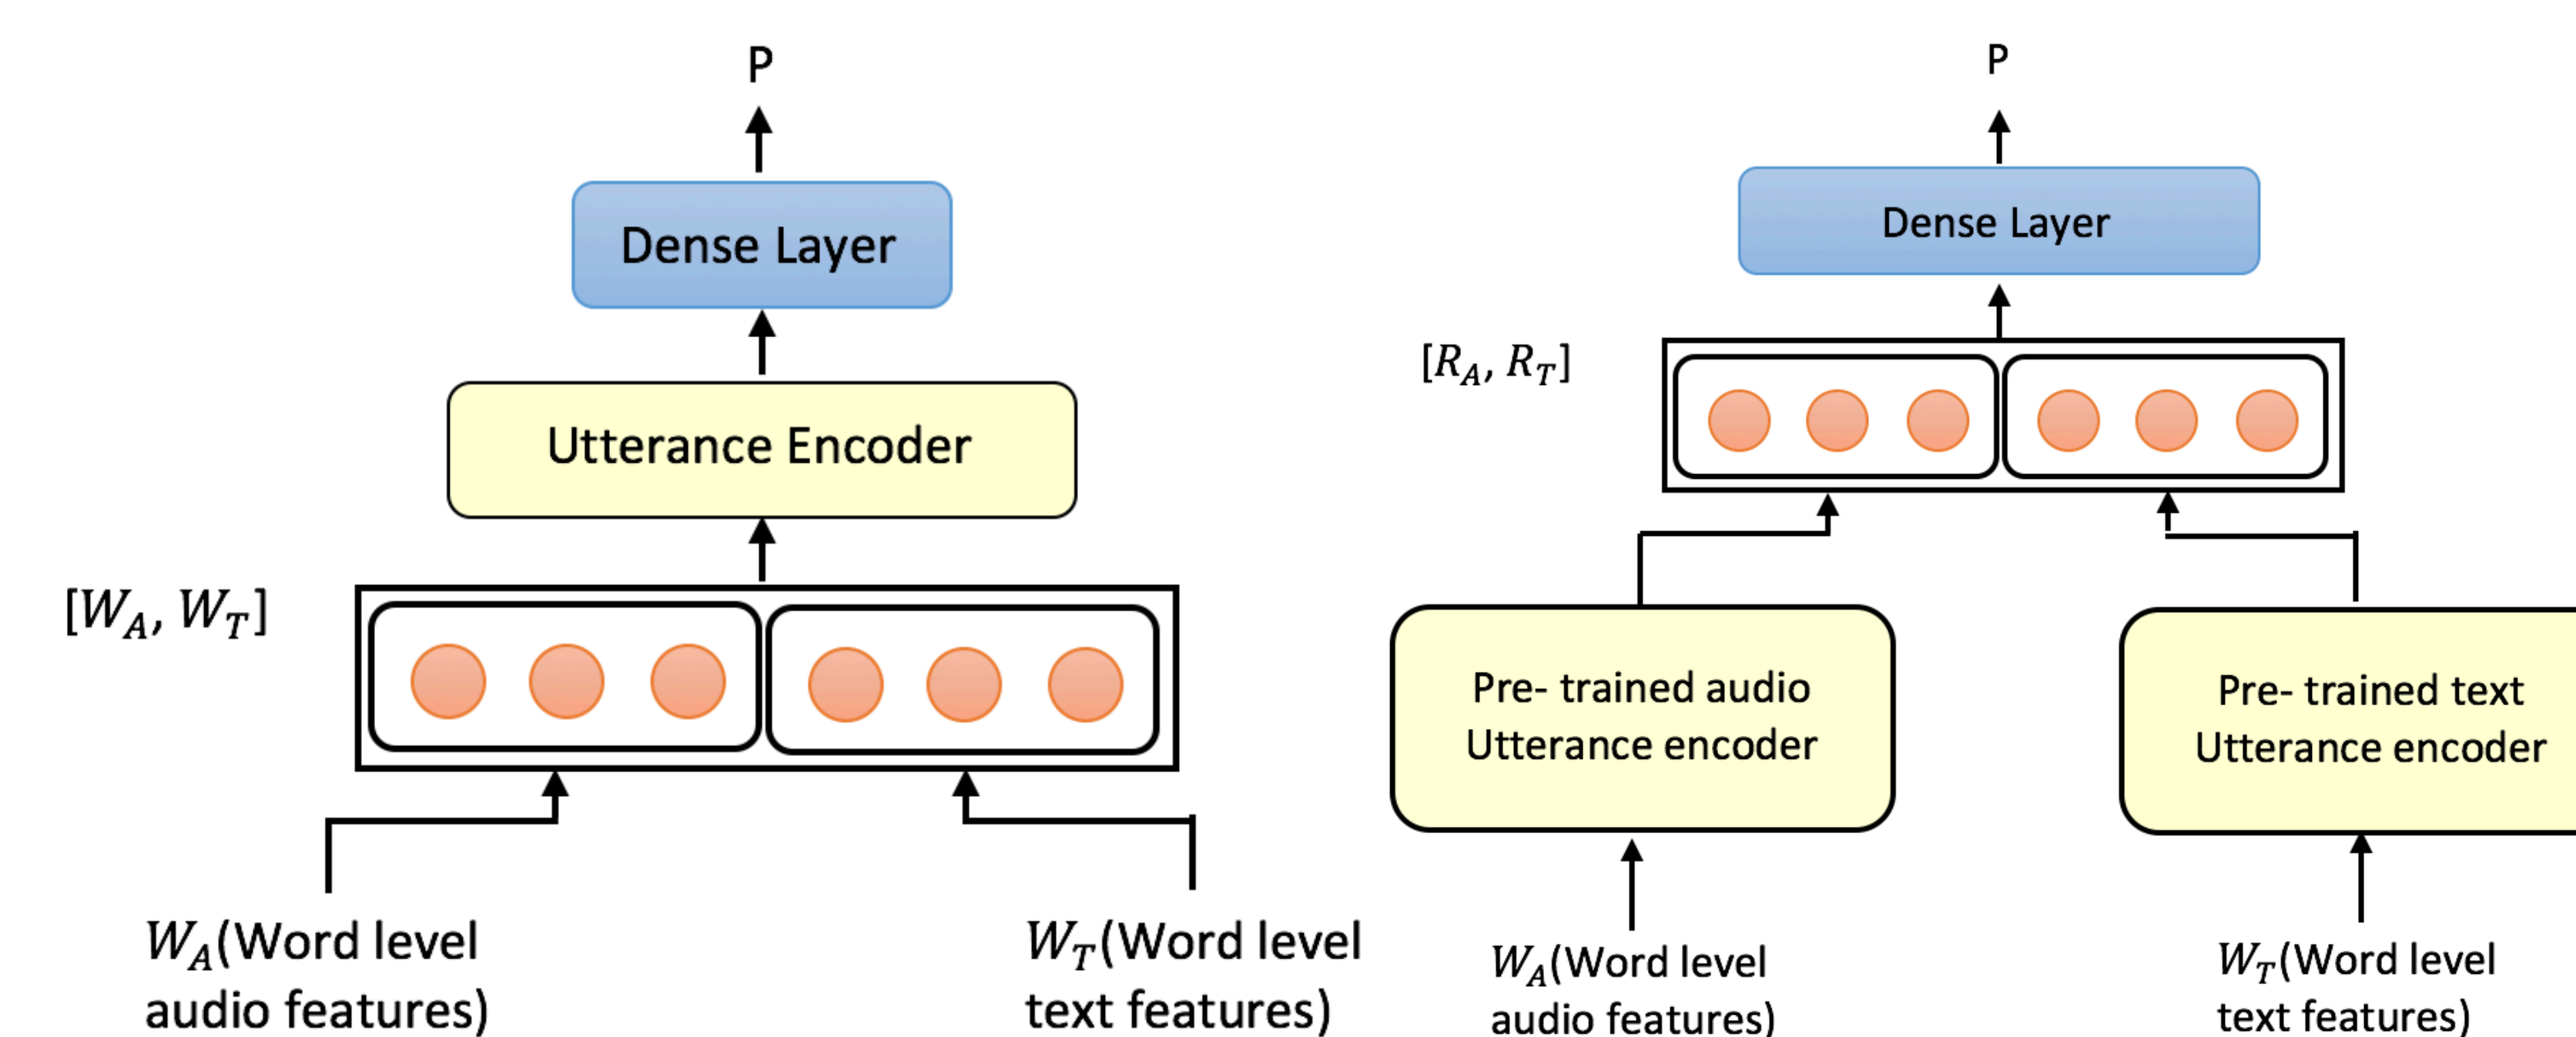 P
Dense Layer
Utterance Encoder
[W_A, W_T]
W_A(Word level
audio features)
W_T(Word level
text features)
P
Dense Layer
[R_A, R_T]
Pre- trained audio
Utterance encoder
Pre- trained text
Utterance encoder
W_A(Word level
audio features)
W_T(Word level
text features)